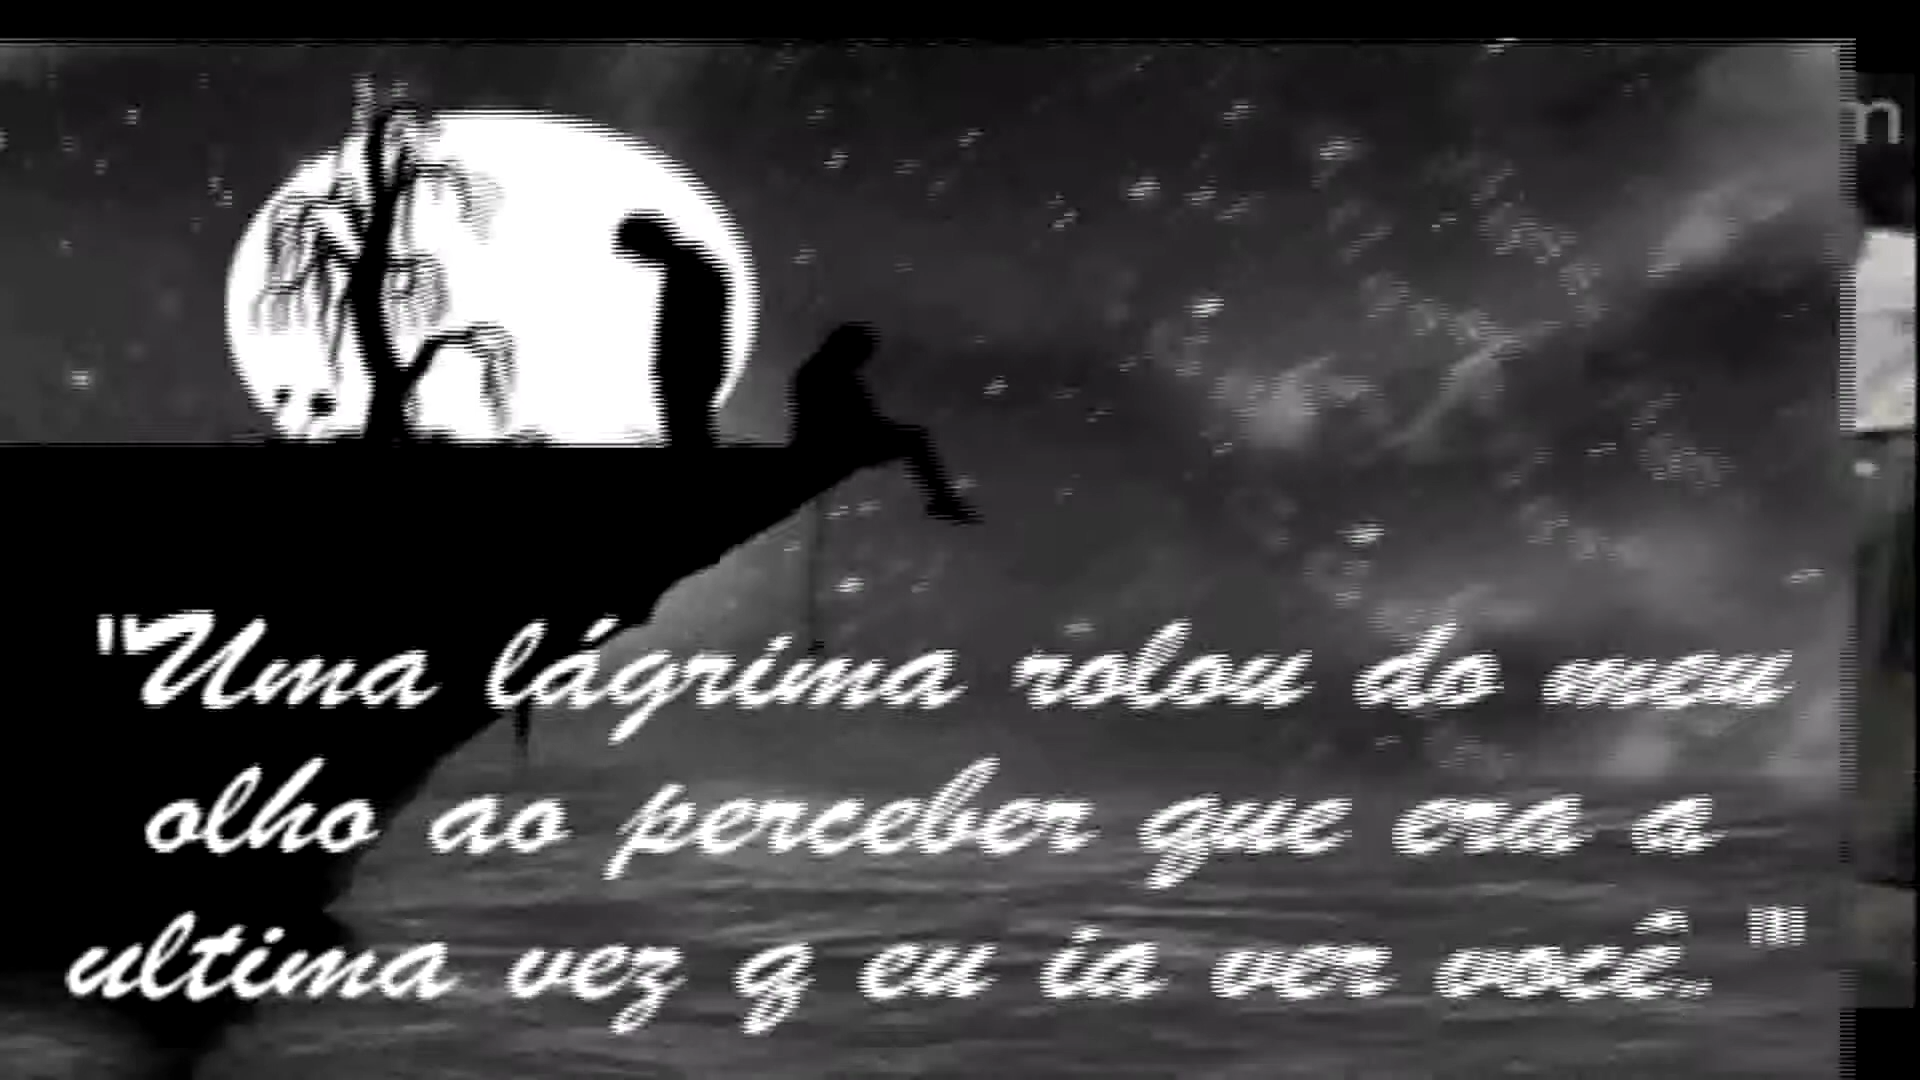 "Uma lágrima rolou do meu
olho ao perceber que era a
ultima vez q eu ia ver você."